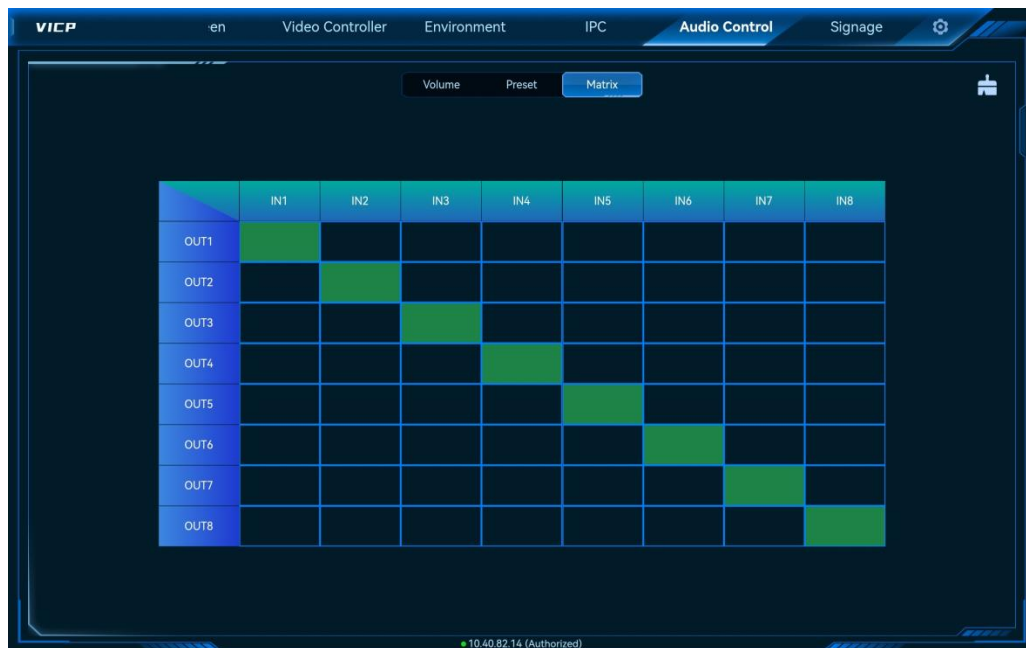 VICP en Video Controller Environment IPC Audio Control Signage
Volume Preset Matrix
IN1 IN2 IN3 IN4 IN5 IN6 IN7 IN8
OUT1
OUT2
OUT3
OUT4
OUT5
OUT6
OUT7
OUT8
10.40.82.14 (Authorized)